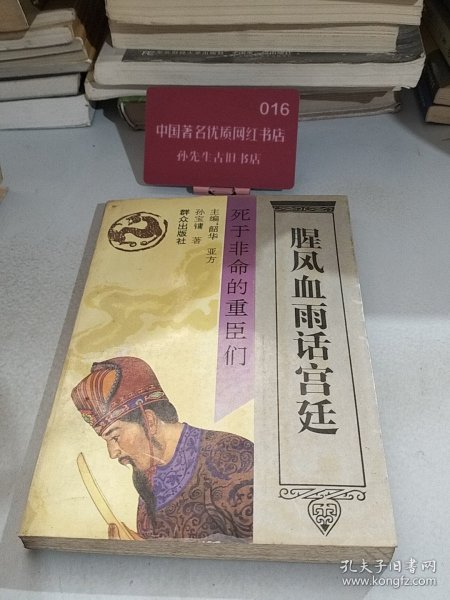 016
中国著名优质网红书店
孙先生古旧书店
腥风血雨话宫廷
死于非命的重臣们
主编 韶华 亚方
孙宝镛 著
群众出版社
孔夫子旧书网
www.kongfz.com